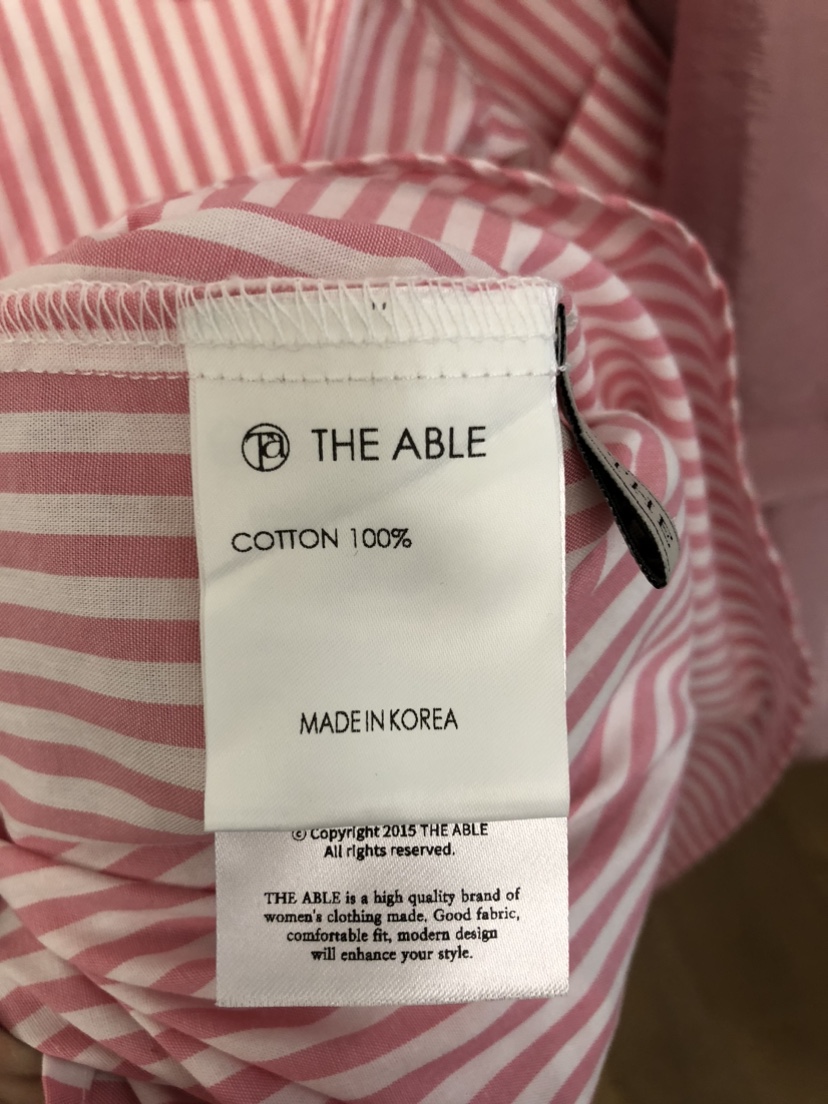 Ta THE ABLE
COTTON 100%
MADE IN KOREA
© Copyright 2015 THE ABLE
All rights reserved.
THE ABLE is a high quality brand of
women's clothing made, Good fabric,
comfortable fit, modern design
will enhance your style.